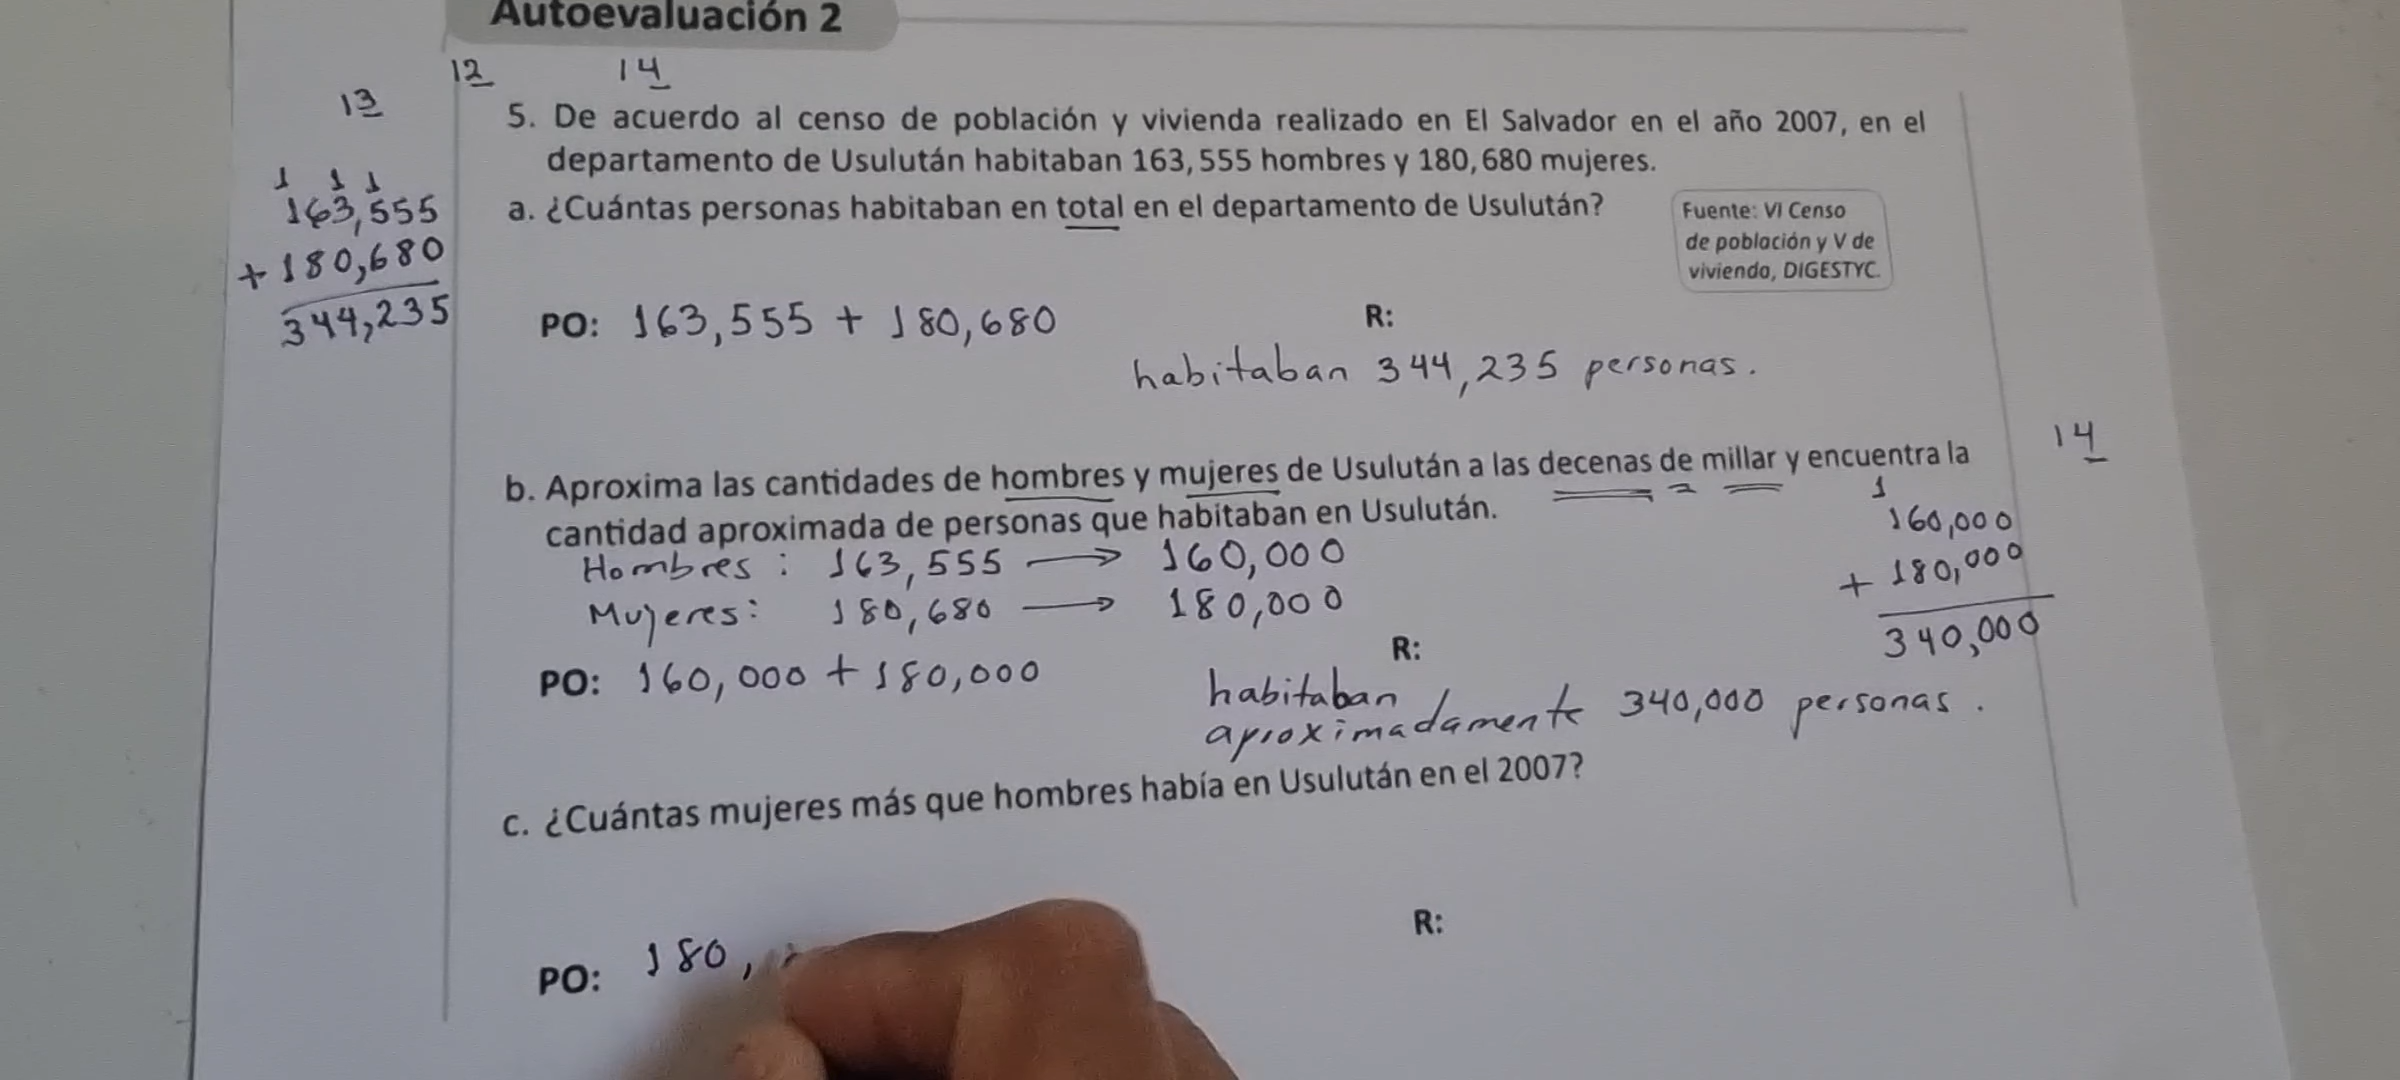 Autoevaluación 2
12 14
13
5. De acuerdo al censo de población y vivienda realizado en El Salvador en el año 2007, en el
departamento de Usulután habitaban 163,555 hombres y 180,680 mujeres.
a. ¿Cuántas personas habitaban en total en el departamento de Usulután?
Fuente: VI Censo
de población y V de
vivienda, DIGESTYC.
1 1 1
163,555
+ 180,680
344,235
PO: 163,555 + 180,680
R:
habitaban 344,235 personas.
b. Aproxima las cantidades de hombres y mujeres de Usulután a las decenas de millar y encuentra la
cantidad aproximada de personas que habitaban en Usulután.
14
1
160,000
+ 180,000
340,000
Hombres: 163,555 → 160,000
Mujeres: 180,680 → 180,000
PO: 160,000 + 180,000
R:
habitaban
aproximadamente 340,000 personas.
c. ¿Cuántas mujeres más que hombres había en Usulután en el 2007?
PO: 180,
R: